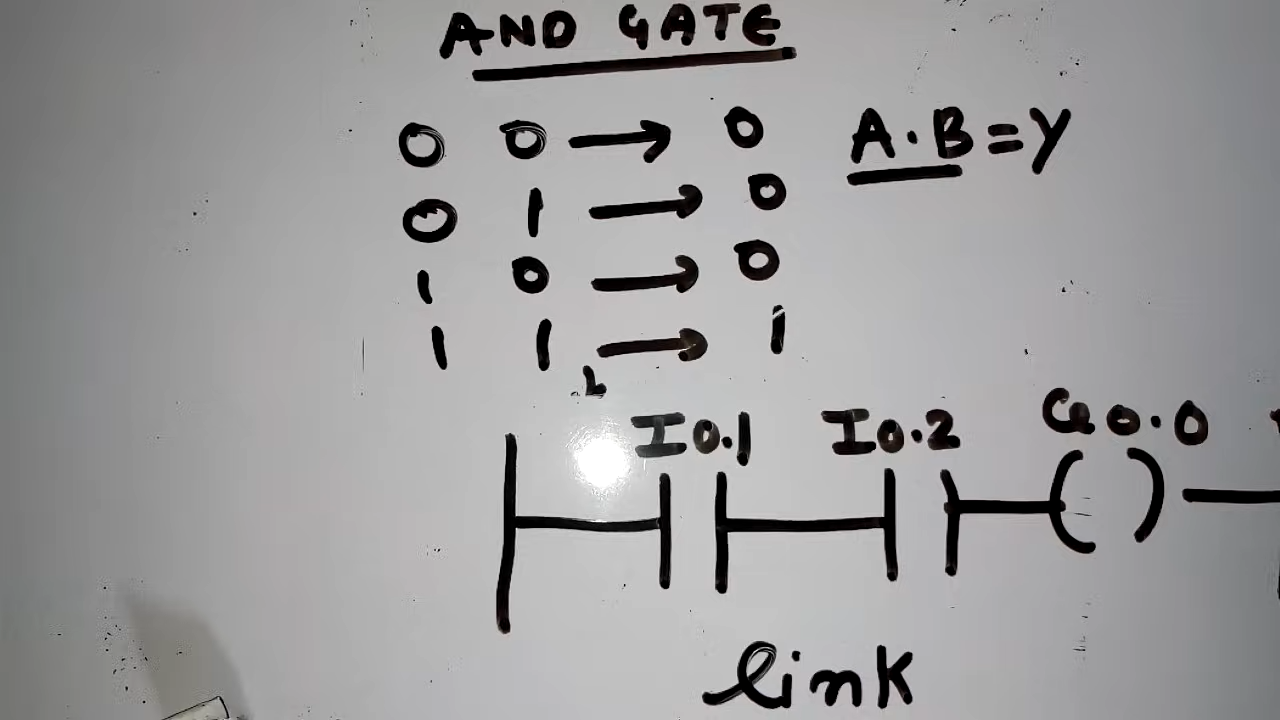 AND GATE
0 0 → 0 A.B=Y
0 1 → 0
1 0 → 0
1 1 → 1
I0.1 I0.2 Q0.0
link